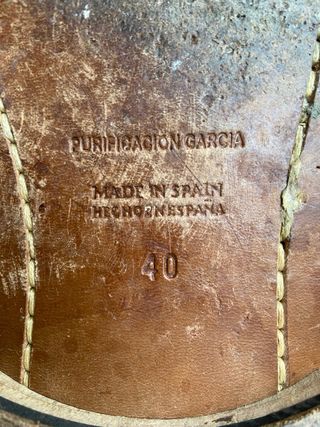 PURIFICACION GARCIA
MADE IN SPAIN
HECHO EN ESPAÑA
40